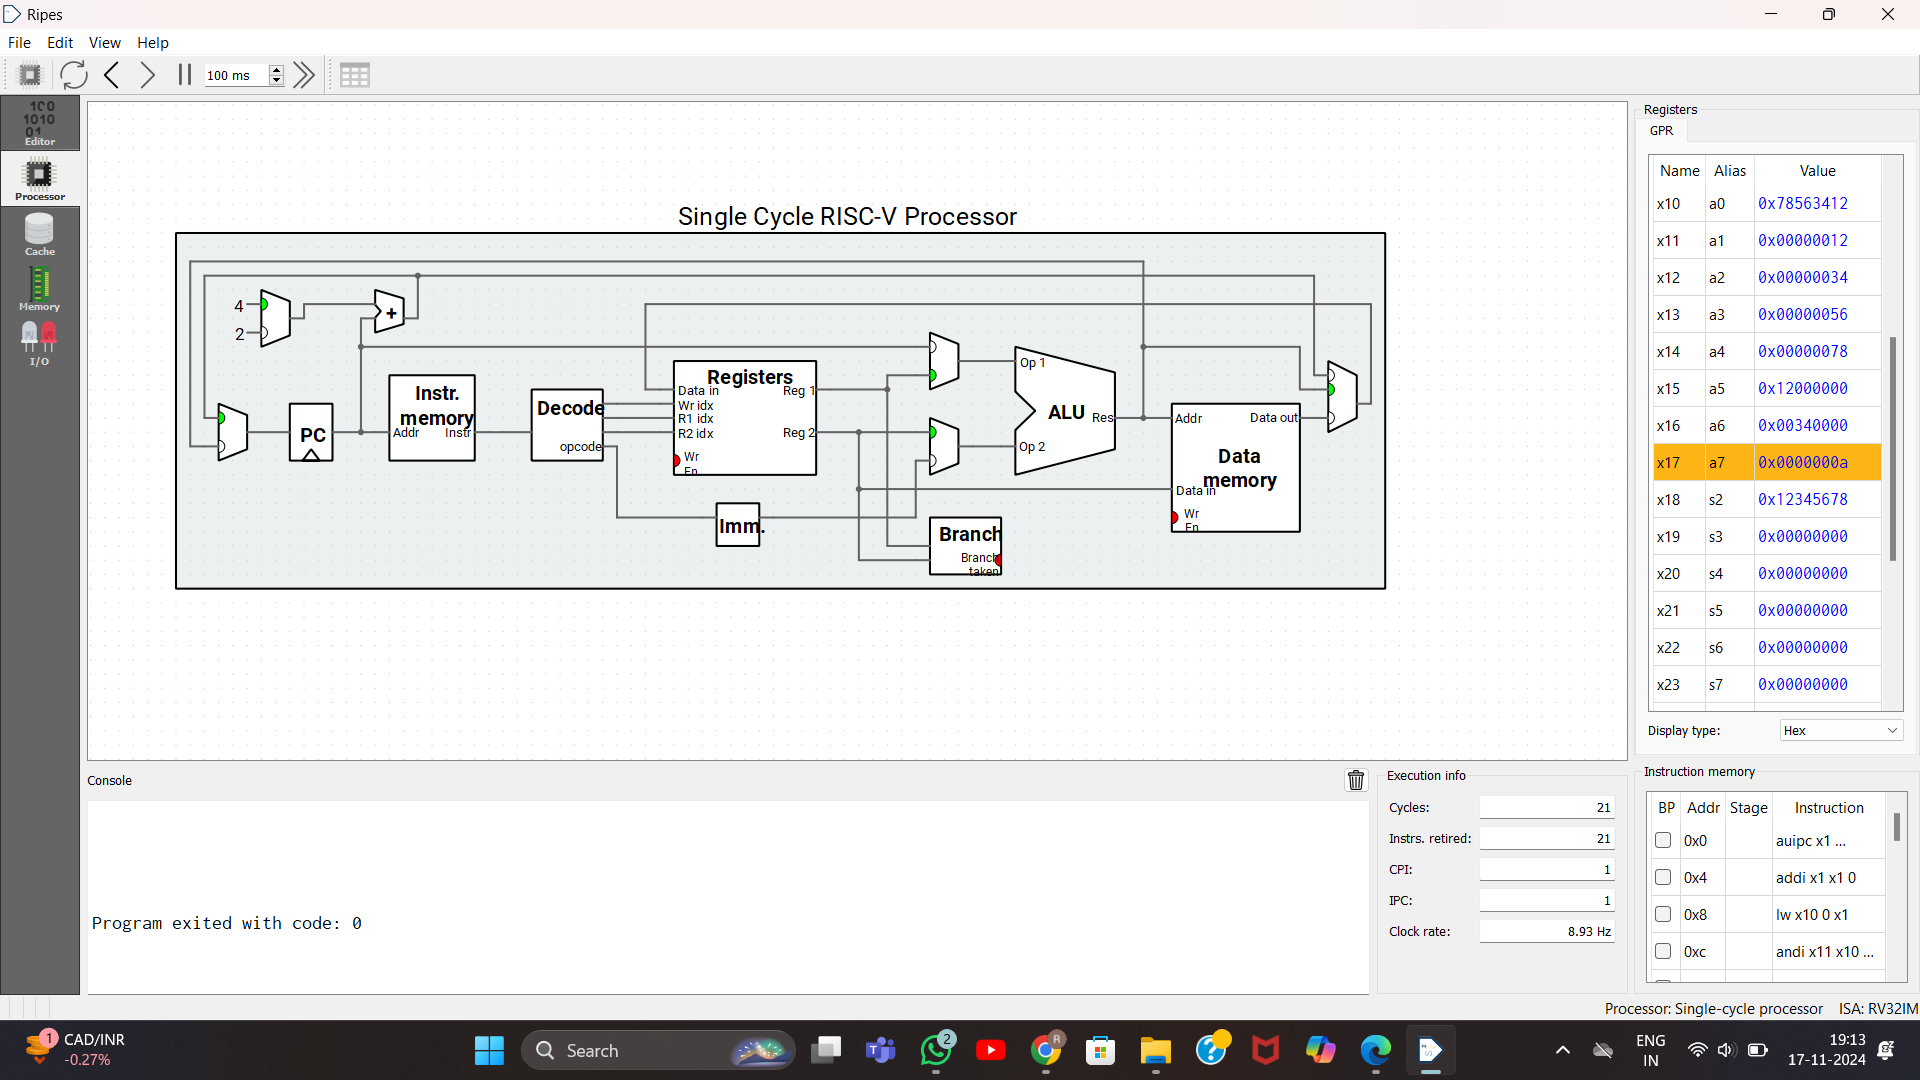 Ripes
File Edit View Help
100 ms
Editor
Processor
Cache
Memory
I/O
Single Cycle RISC-V Processor
4
2
+
PC
Instr. memory
Addr Instr
Decode
opcode
Registers
Data in Reg 1
Wr idx
R1 idx
R2 idx Reg 2
Wr En
Imm.
Op 1
ALU
Res
Op 2
Branch
Branch taken
Addr Data out
Data memory
Data in
Wr En
Registers
GPR
Name Alias Value
x10 a0 0x78563412
x11 a1 0x00000012
x12 a2 0x00000034
x13 a3 0x00000056
x14 a4 0x00000078
x15 a5 0x12000000
x16 a6 0x00340000
x17 a7 0x0000000a
x18 s2 0x12345678
x19 s3 0x00000000
x20 s4 0x00000000
x21 s5 0x00000000
x22 s6 0x00000000
x23 s7 0x00000000
Display type: Hex
Console
Program exited with code: 0
Execution info
Cycles: 21
Instrs. retired: 21
CPI: 1
IPC: 1
Clock rate: 8.93 Hz
Instruction memory
BP Addr Stage Instruction
0x0 auipc x1 ...
0x4 addi x1 x1 0
0x8 lw x10 0 x1
0xc andi x11 x10 ...
Processor: Single-cycle processor ISA: RV32IM
1
CAD/INR
-0.27%
Search
2
R
ENG
IN
19:13
17-11-2024